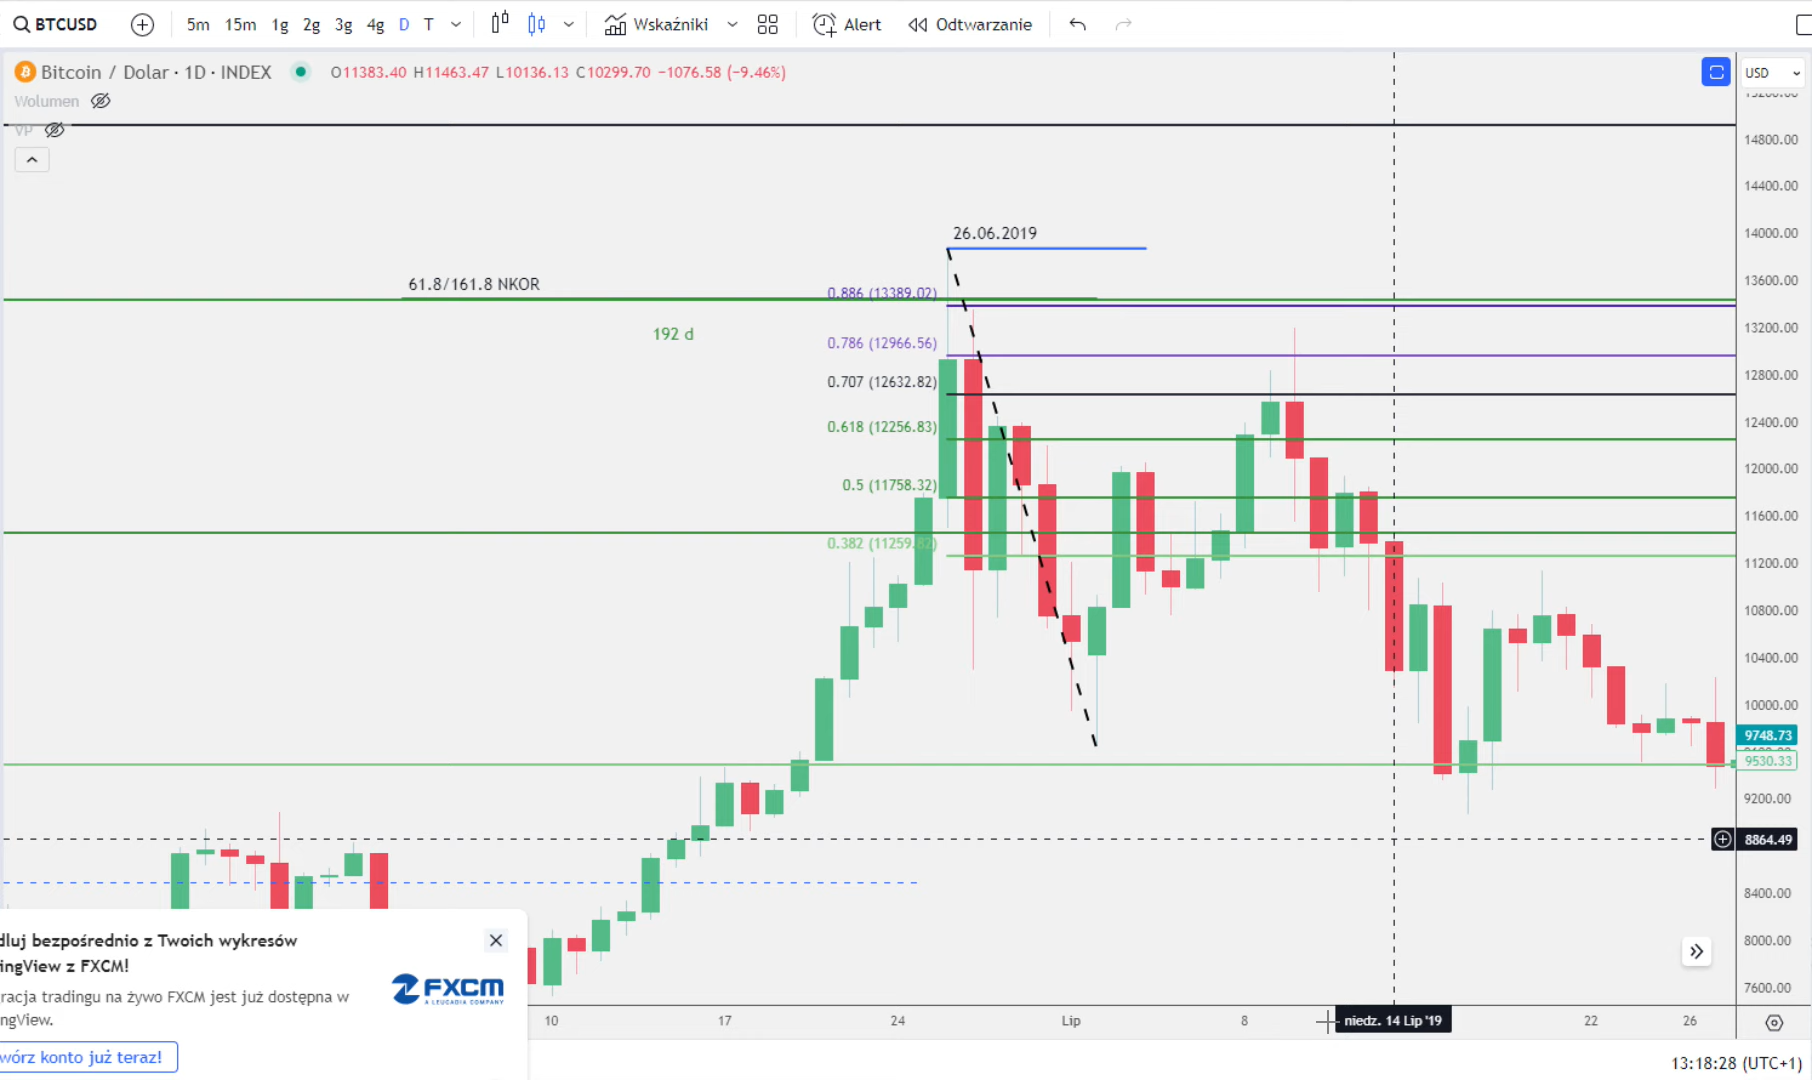 BTCUSD 5m 15m 1g 2g 3g 4g D T Wskaźniki Alert Odtwarzanie
Bitcoin / Dolar · 1D · INDEX O11383.40 H11463.47 L10136.13 C10299.70 −1076.58 (−9.46%)
USD
Wolumen
VP
14800.00
14400.00
26.06.2019
14000.00
61.8/161.8 NKOR
13600.00
0.886 (13389.02)
192 d
13200.00
0.786 (12966.56)
12800.00
0.707 (12632.82)
12400.00
0.618 (12256.83)
12000.00
0.5 (11758.32)
11600.00
0.382 (11259.82)
11200.00
10800.00
10400.00
10000.00
9748.73
9530.33
9200.00
8864.49
8400.00
8000.00
7600.00
dluj bezpośrednio z Twoich wykresów
ingView z FXCM!
FXCM
A LEUCADIA COMPANY
racja tradingu na żywo FXCM jest już dostępna w
ngView.
wórz konto już teraz!
10 17 24 Lip 8 niedz. 14 Lip '19 22 26
13:18:28 (UTC+1)